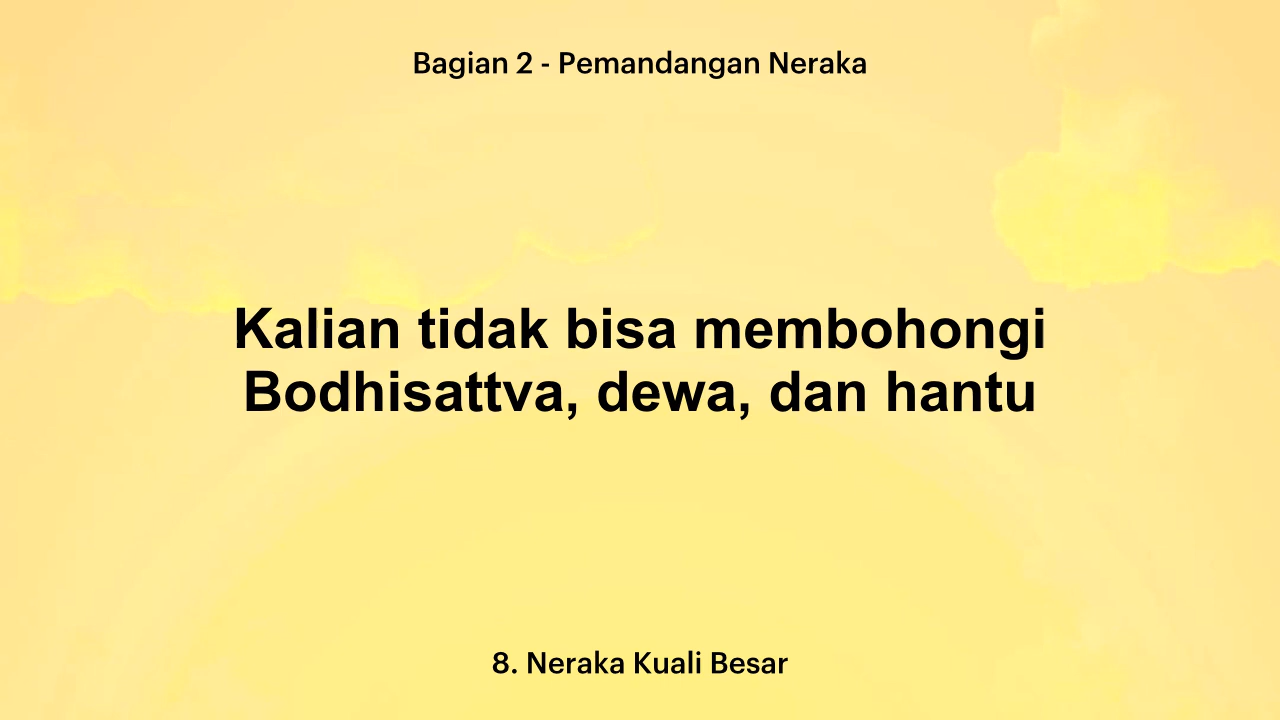 Bagian 2 - Pemandangan Neraka
Kalian tidak bisa membohongi
Bodhisattva, dewa, dan hantu
8. Neraka Kuali Besar